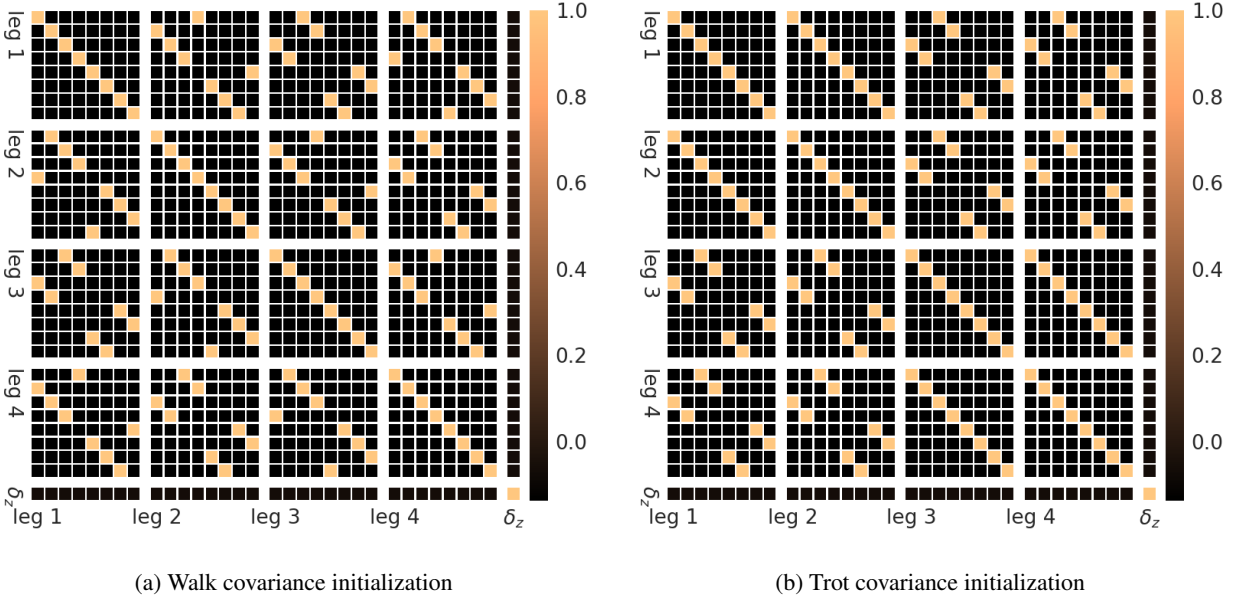 leg 1
leg 2
leg 3
leg 4
δz
leg 1 leg 2 leg 3 leg 4 δz
1.0
0.8
0.6
0.4
0.2
0.0
(a) Walk covariance initialization
leg 1
leg 2
leg 3
leg 4
δz
leg 1 leg 2 leg 3 leg 4 δz
1.0
0.8
0.6
0.4
0.2
0.0
(b) Trot covariance initialization